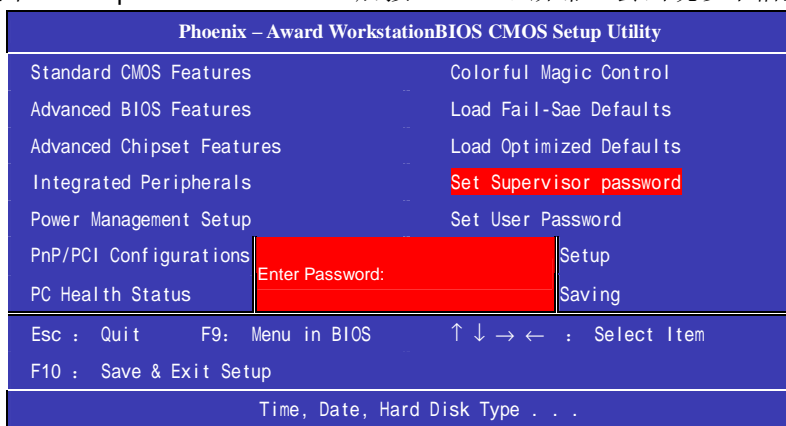 Phoenix – Award WorkstationBIOS CMOS Setup Utility
Standard CMOS Features
Colorful Magic Control
Advanced BIOS Features
Load Fail-Sae Defaults
Advanced Chipset Features
Load Optimized Defaults
Integrated Peripherals
Set Supervisor password
Power Management Setup
Set User Password
PnP/PCI Configurations
Setup
Enter Password:
PC Health Status
Saving
Esc : Quit F9: Menu in BIOS ↑ ↓ → ← : Select Item
F10 : Save & Exit Setup
Time, Date, Hard Disk Type . . .